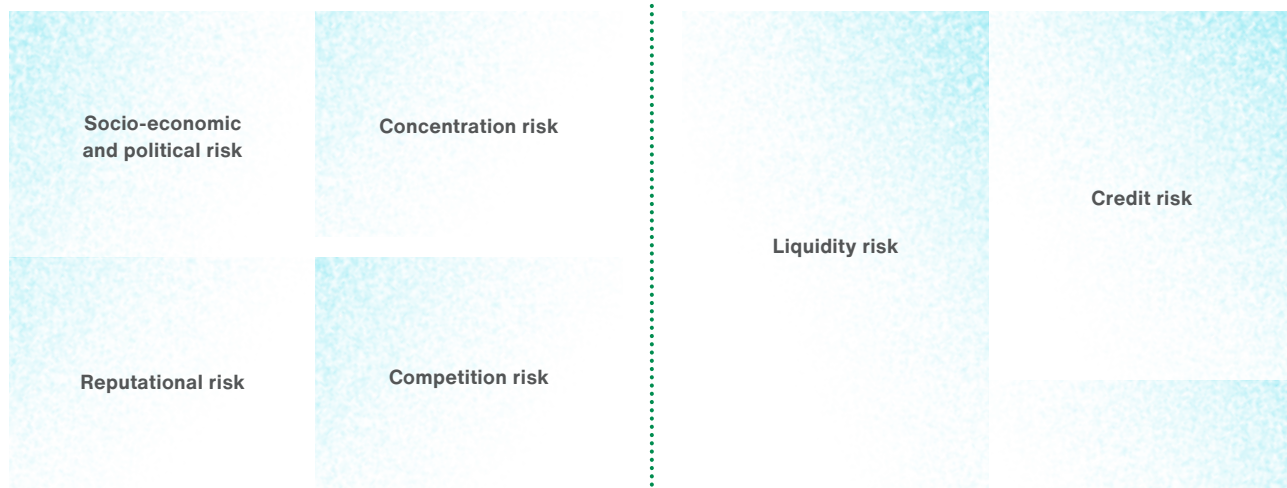 Socio-economic
and political risk
Concentration risk
Reputational risk
Competition risk
Liquidity risk
Credit risk